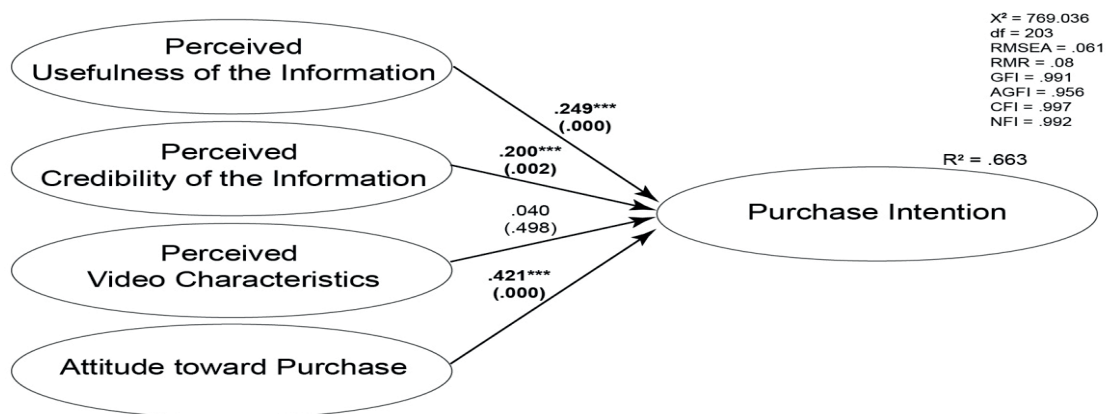 X² = 769.036
df = 203
RMSEA = .061
RMR = .08
GFI = .991
AGFI = .956
CFI = .997
NFI = .992
Perceived
Usefulness of the Information
.249***
(.000)
Perceived
Credibility of the Information
.200***
(.002)
R² = .663
Purchase Intention
.040
(.498)
Perceived
Video Characteristics
.421***
(.000)
Attitude toward Purchase